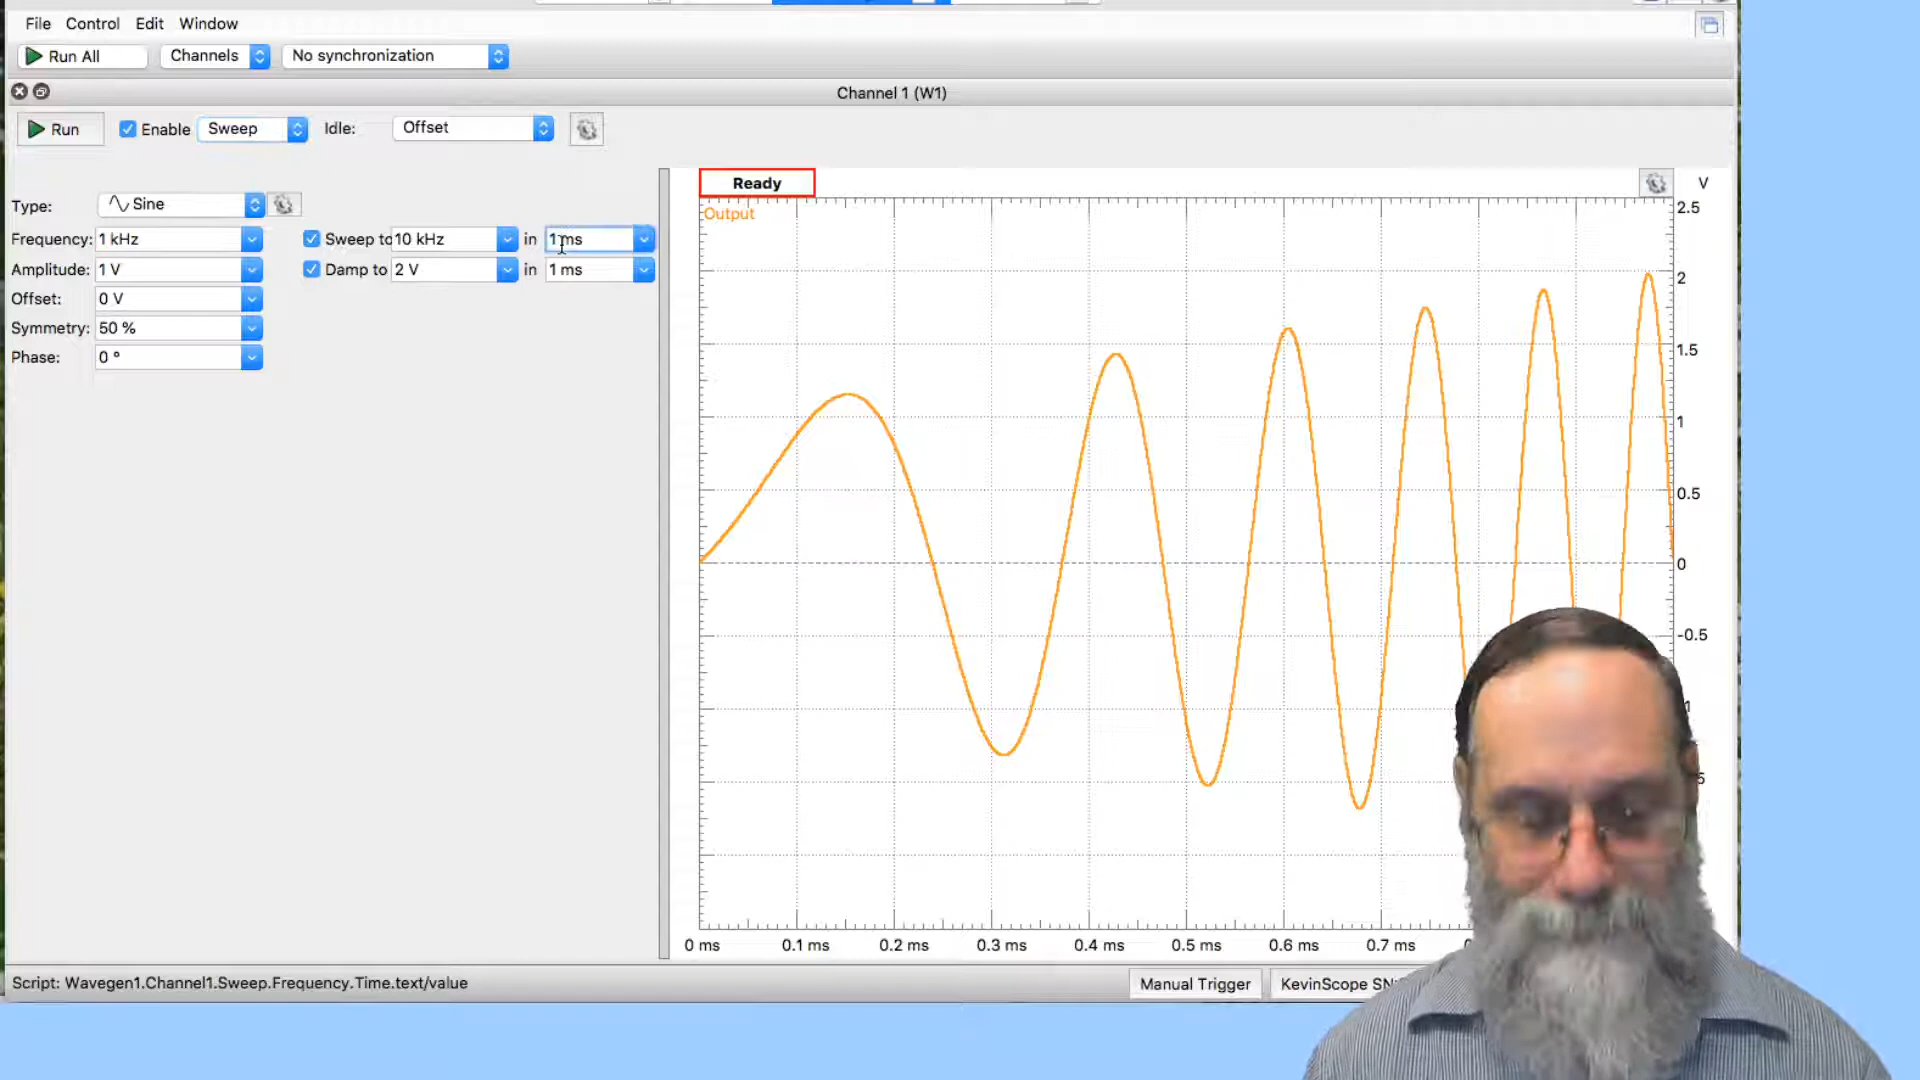 File Control Edit Window
Run All Channels No synchronization
Channel 1 (W1)
Run Enable Sweep Idle: Offset
Type: Sine
Frequency: 1 kHz Sweep to 10 kHz in 1 ms
Amplitude: 1 V Damp to 2 V in 1 ms
Offset: 0 V
Symmetry: 50 %
Phase: 0 º
Ready V
Output
2.5
2
1.5
1
0.5
0
-0.5
0 ms 0.1 ms 0.2 ms 0.3 ms 0.4 ms 0.5 ms 0.6 ms 0.7 ms
Script: Wavegen1.Channel1.Sweep.Frequency.Time.text/value Manual Trigger KevinScope SN